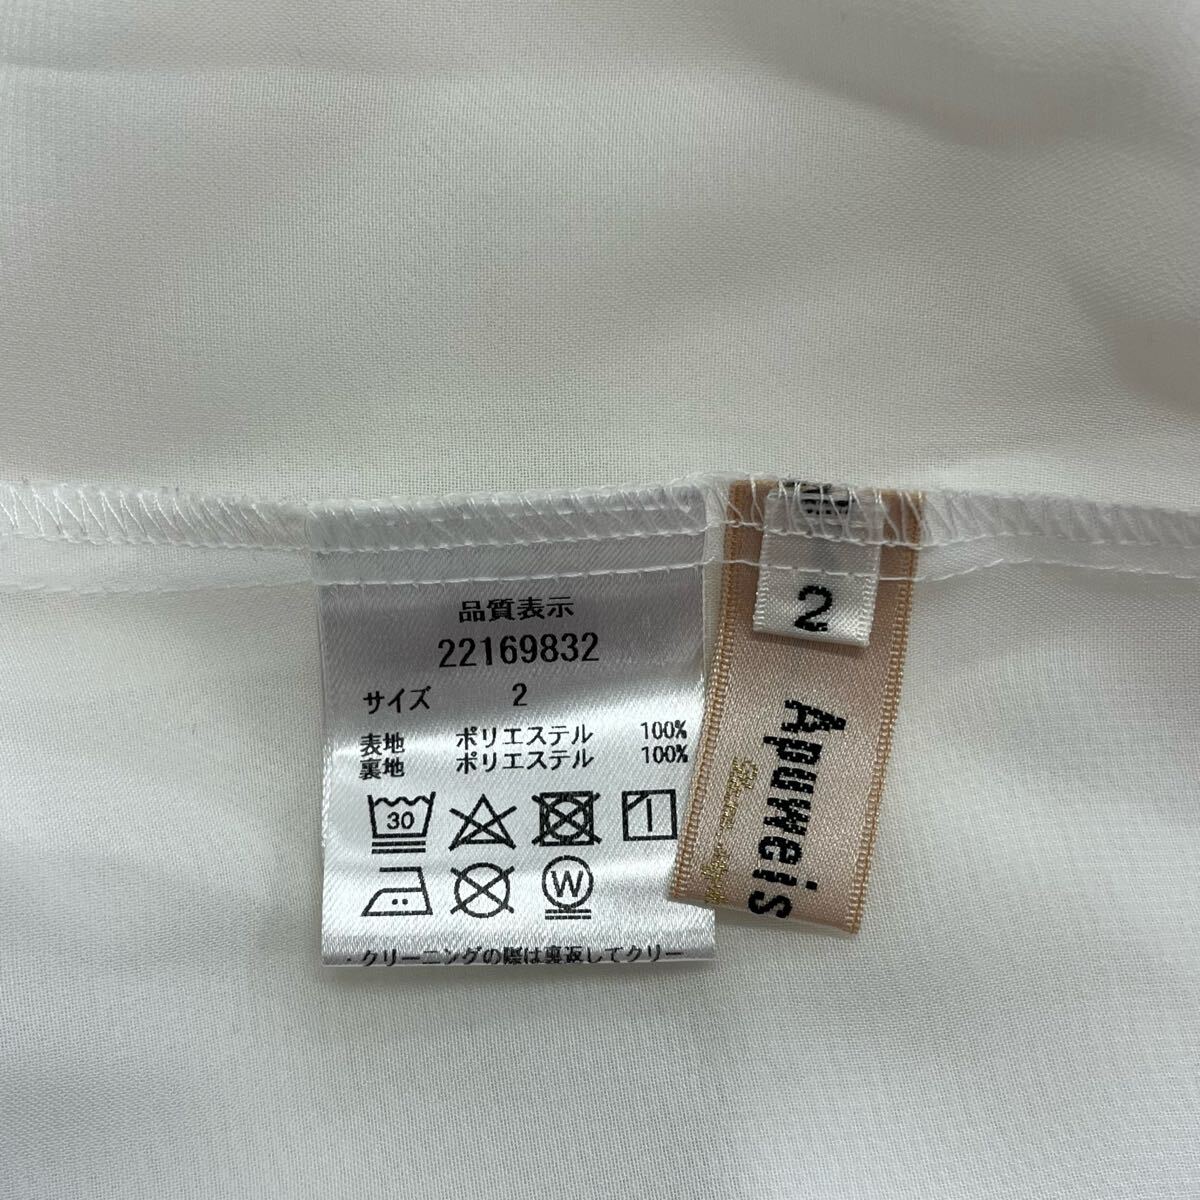 品質表示
22169832
サイズ 2
表地 ポリエステル 100%
裏地 ポリエステル 100%
30
W
・クリーニングの際は裏返してクリー
2
Apuweis